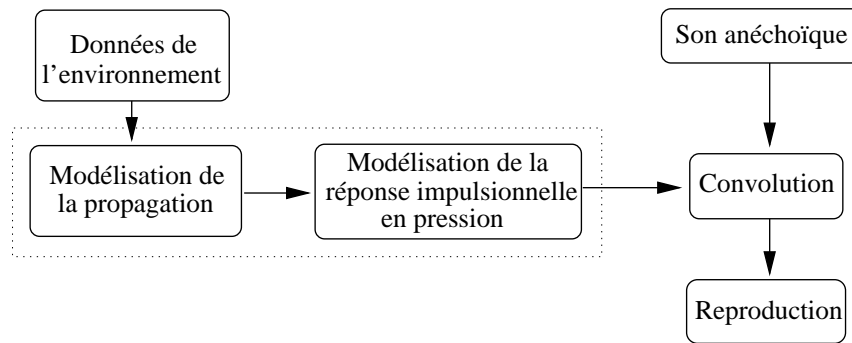 Données de
l'environnement
Son anéchoïque
Modélisation de
la propagation
Modélisation de la
réponse impulsionnelle
en pression
Convolution
Reproduction